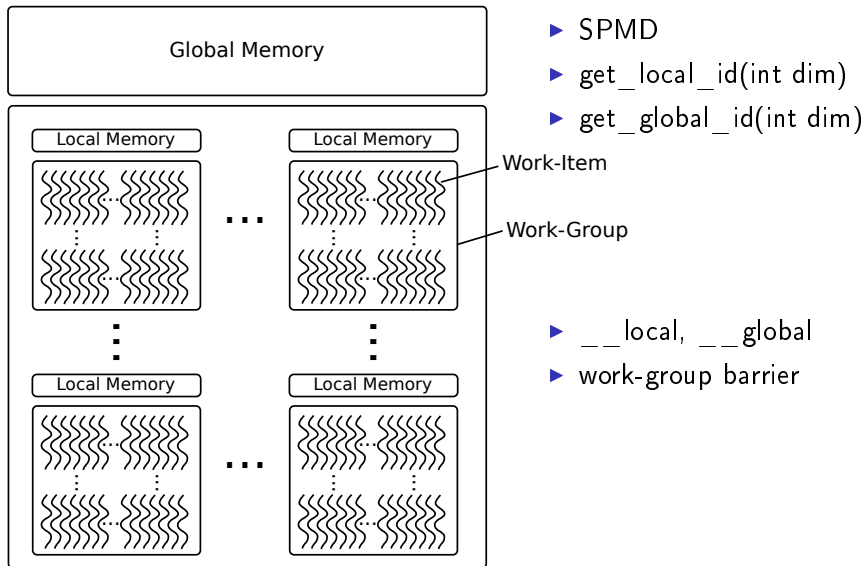 Global Memory
Local Memory
Local Memory
Work-Item
Work-Group
Local Memory
Local Memory
SPMD
get_local_id(int dim)
get_global_id(int dim)
__local, __global
work-group barrier